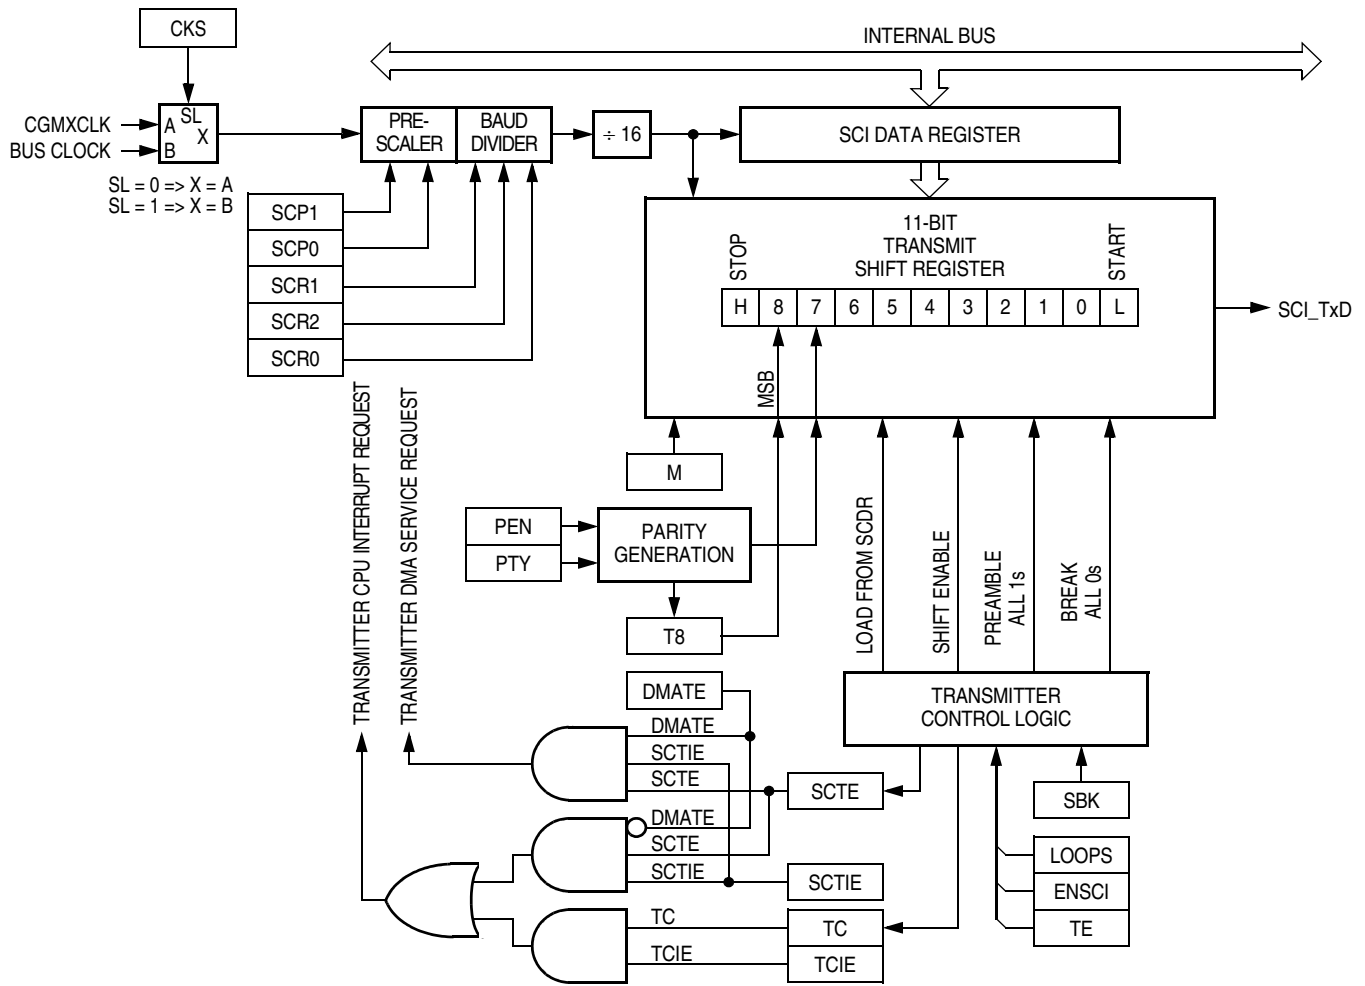 CKS
INTERNAL BUS
CGMXCLK
BUS CLOCK
A
B
SL
X
SL = 0 => X = A
SL = 1 => X = B
PRE-
SCALER
BAUD
DIVIDER
÷ 16
SCI DATA REGISTER
SCP1
SCP0
SCR1
SCR2
SCR0
11-BIT
TRANSMIT
SHIFT REGISTER
STOP
START
H 8 7 6 5 4 3 2 1 0 L
SCI_TxD
MSB
M
PEN
PTY
PARITY
GENERATION
T8
TRANSMITTER CPU INTERRUPT REQUEST
TRANSMITTER DMA SERVICE REQUEST
LOAD FROM SCDR
SHIFT ENABLE
PREAMBLE
ALL 1s
BREAK
ALL 0s
TRANSMITTER
CONTROL LOGIC
DMATE
DMATE
SCTIE
SCTE
SCTE
SBK
DMATE
SCTE
SCTIE
SCTIE
LOOPS
ENSCI
TE
TC
TCIE
TC
TCIE